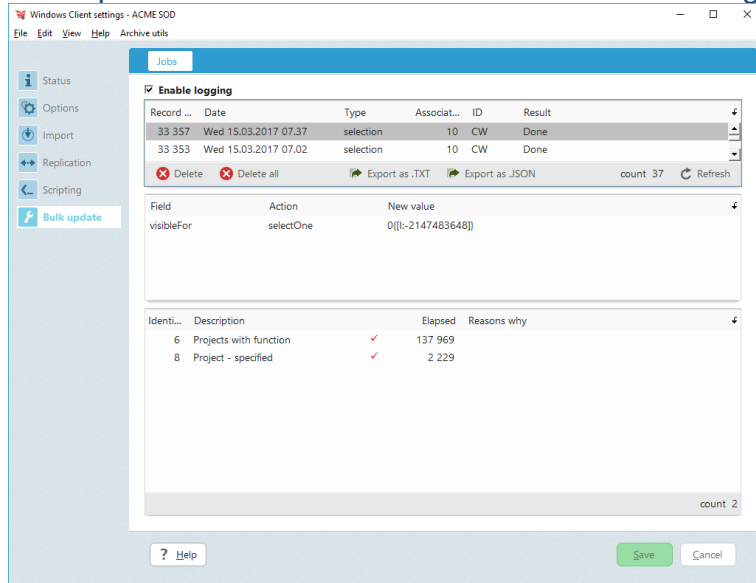 Windows Client settings - ACME SOD
File Edit View Help Archive utils
Jobs
Status
Options
Import
Replication
Scripting
Bulk update
Enable logging
Record ... Date Type Associat... ID Result
33 357 Wed 15.03.2017 07.37 selection 10 CW Done
33 353 Wed 15.03.2017 07.02 selection 10 CW Done
Delete Delete all Export as .TXT Export as .JSON count 37 Refresh
Field Action New value
visibleFor selectOne 0([I:-2147483648])
Identi... Description Elapsed Reasons why
6 Projects with function 137 969
8 Project - specified 2 229
count 2
? Help Save Cancel